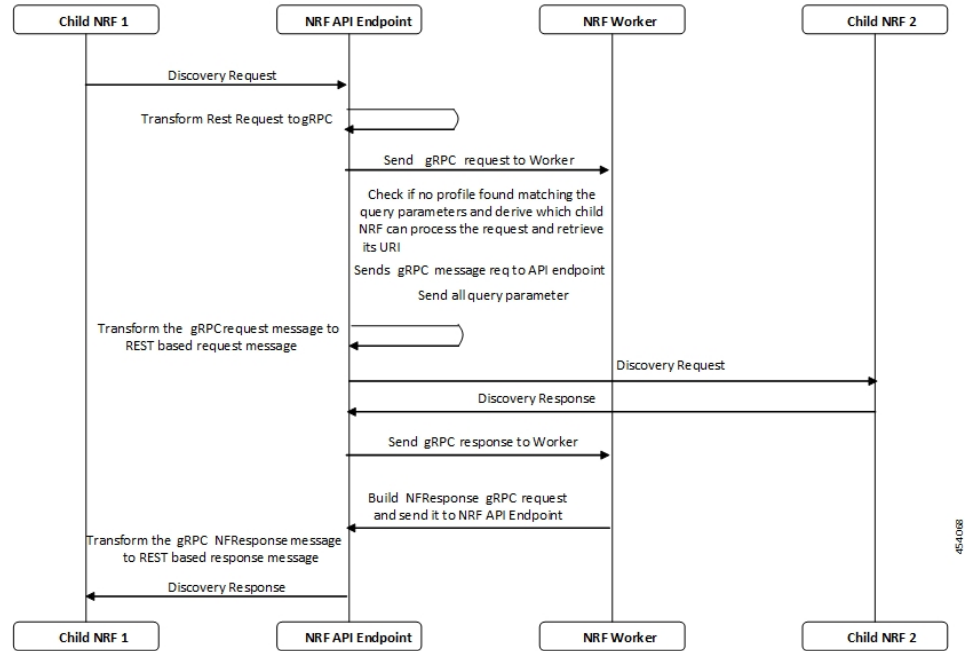 Child NRF 1
NRF API Endpoint
NRF Worker
Child NRF 2
Discovery Request
Transform Rest Request to gRPC
Send gRPC request to Worker
Check if no profile found matching the
query parameters and derive which child
NRF can process the request and retrieve
its URI
Sends gRPC message req to API endpoint
Send all query parameter
Transform the gRPC request message to
REST based request message
Discovery Request
Discovery Response
Send gRPC response to Worker
Build NFResponse gRPC request
and send it to NRF API Endpoint
Transform the gRPC NFResponse message
to REST based response message
Discovery Response
454068
Child NRF 1
NRF API Endpoint
NRF Worker
Child NRF 2